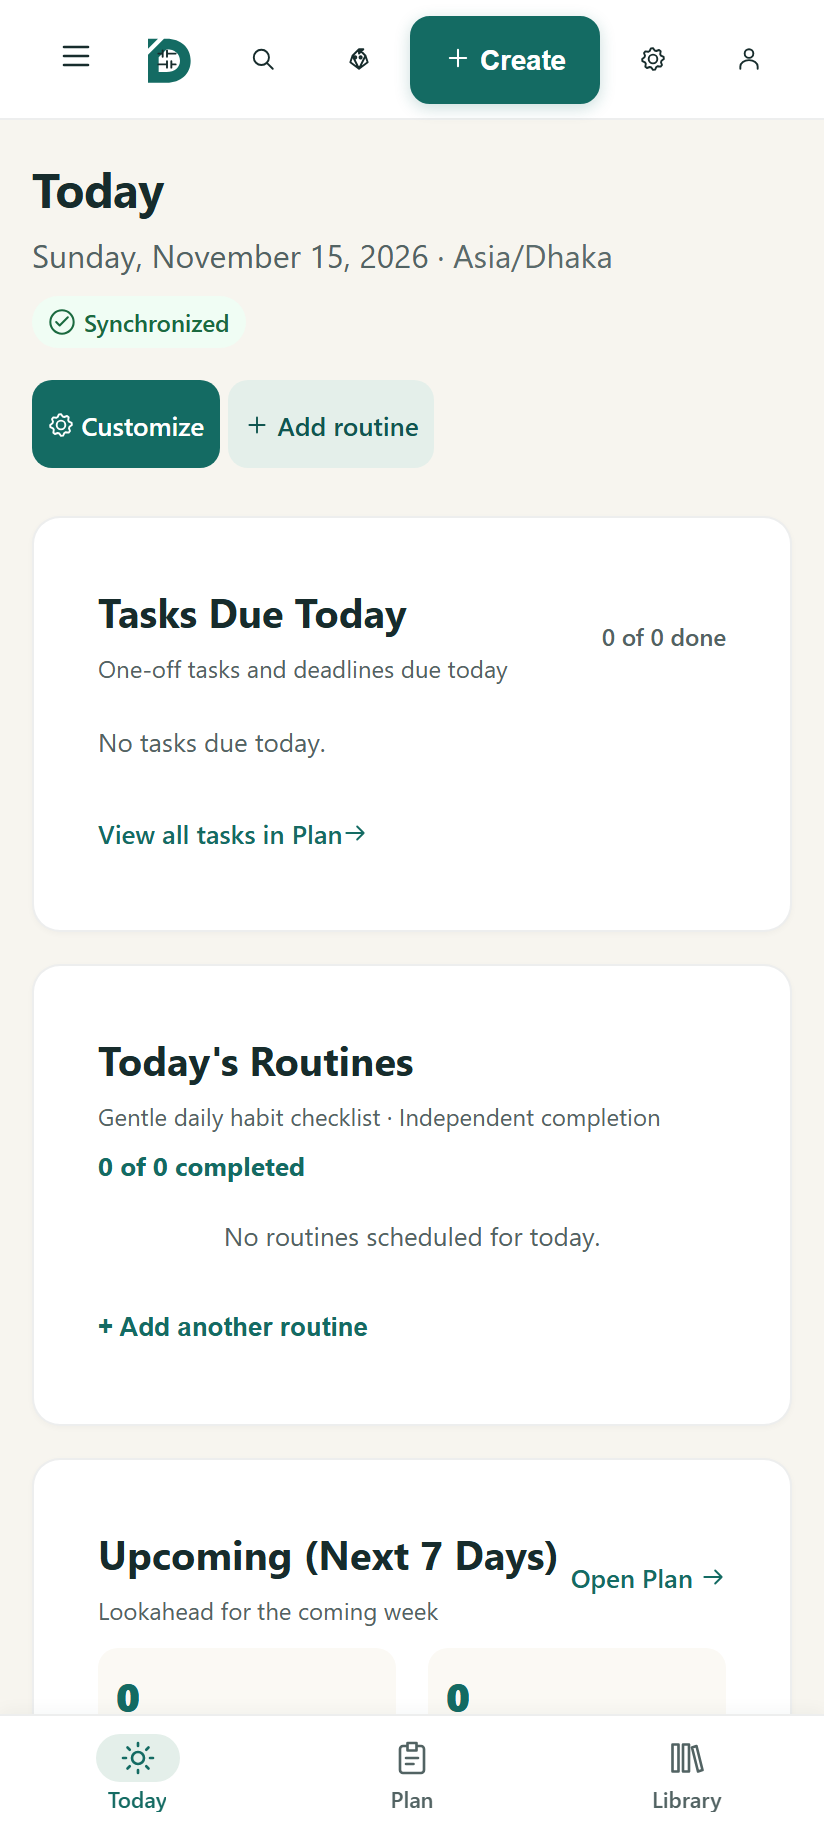 + Create
Today
Sunday, November 15, 2026 · Asia/Dhaka
Synchronized
Customize
+ Add routine
Tasks Due Today
0 of 0 done
One-off tasks and deadlines due today
No tasks due today.
View all tasks in Plan→
Today's Routines
Gentle daily habit checklist · Independent completion
0 of 0 completed
No routines scheduled for today.
+ Add another routine
Upcoming (Next 7 Days)
Open Plan →
Lookahead for the coming week
0
0
Today
Plan
Library